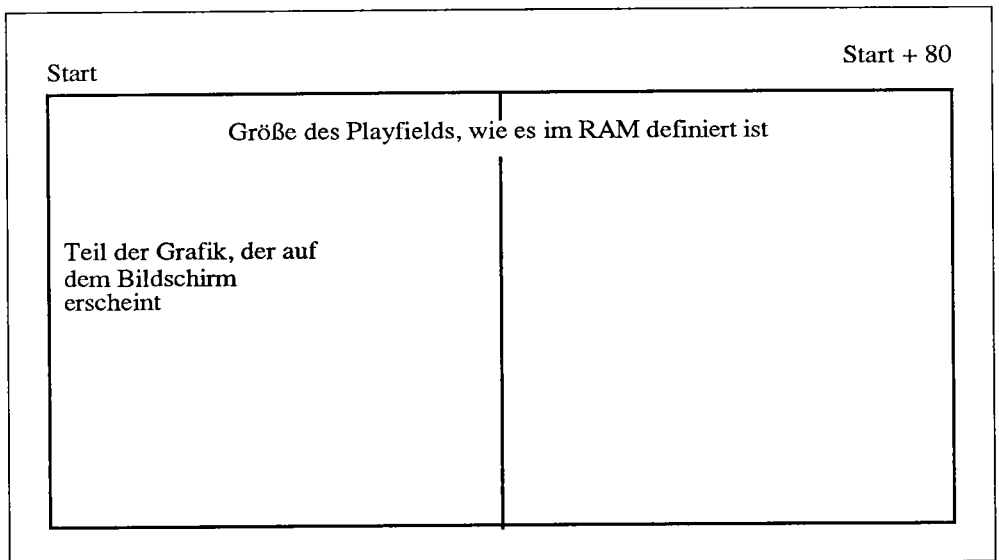 Start
Start + 80
Größe des Playfields, wie es im RAM definiert ist
Teil der Grafik, der auf
dem Bildschirm
erscheint